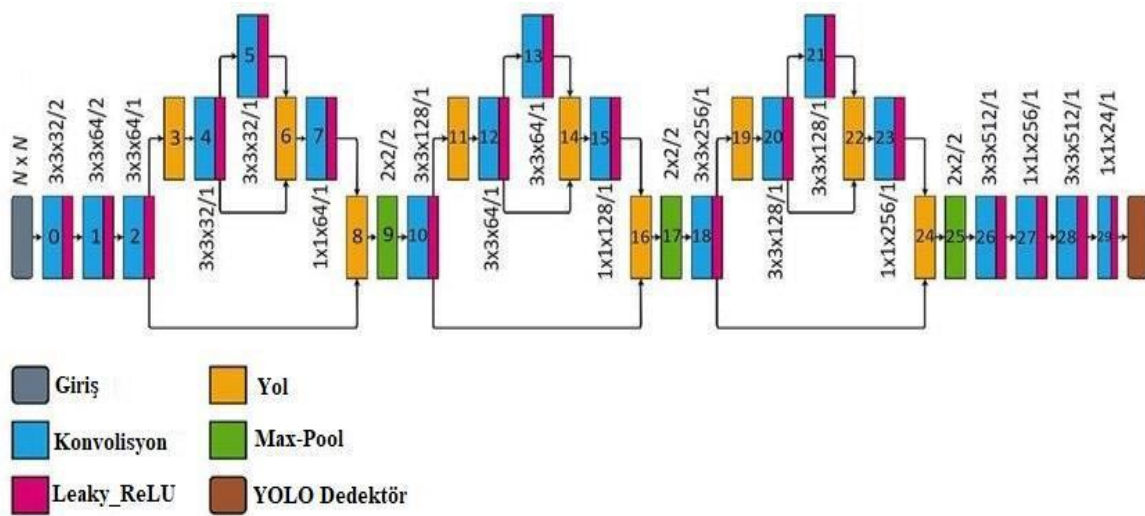 N x N
3x3x32/2
3x3x64/2
3x3x64/1
3x3x32/1
3x3x32/1
1x1x64/1
2x2/2
3x3x128/1
3x3x64/1
3x3x64/1
1x1x128/1
2x2/2
3x3x256/1
3x3x128/1
3x3x128/1
1x1x256/1
2x2/2
3x3x512/1
1x1x256/1
3x3x512/1
1x1x24/1
0
1
2
3
4
5
6
7
8
9
10
11
12
13
14
15
16
17
18
19
20
21
22
23
24
25
26
27
28
29
Giriş
Yol
Konvolisyon
Max-Pool
Leaky_ReLU
YOLO Dedektör